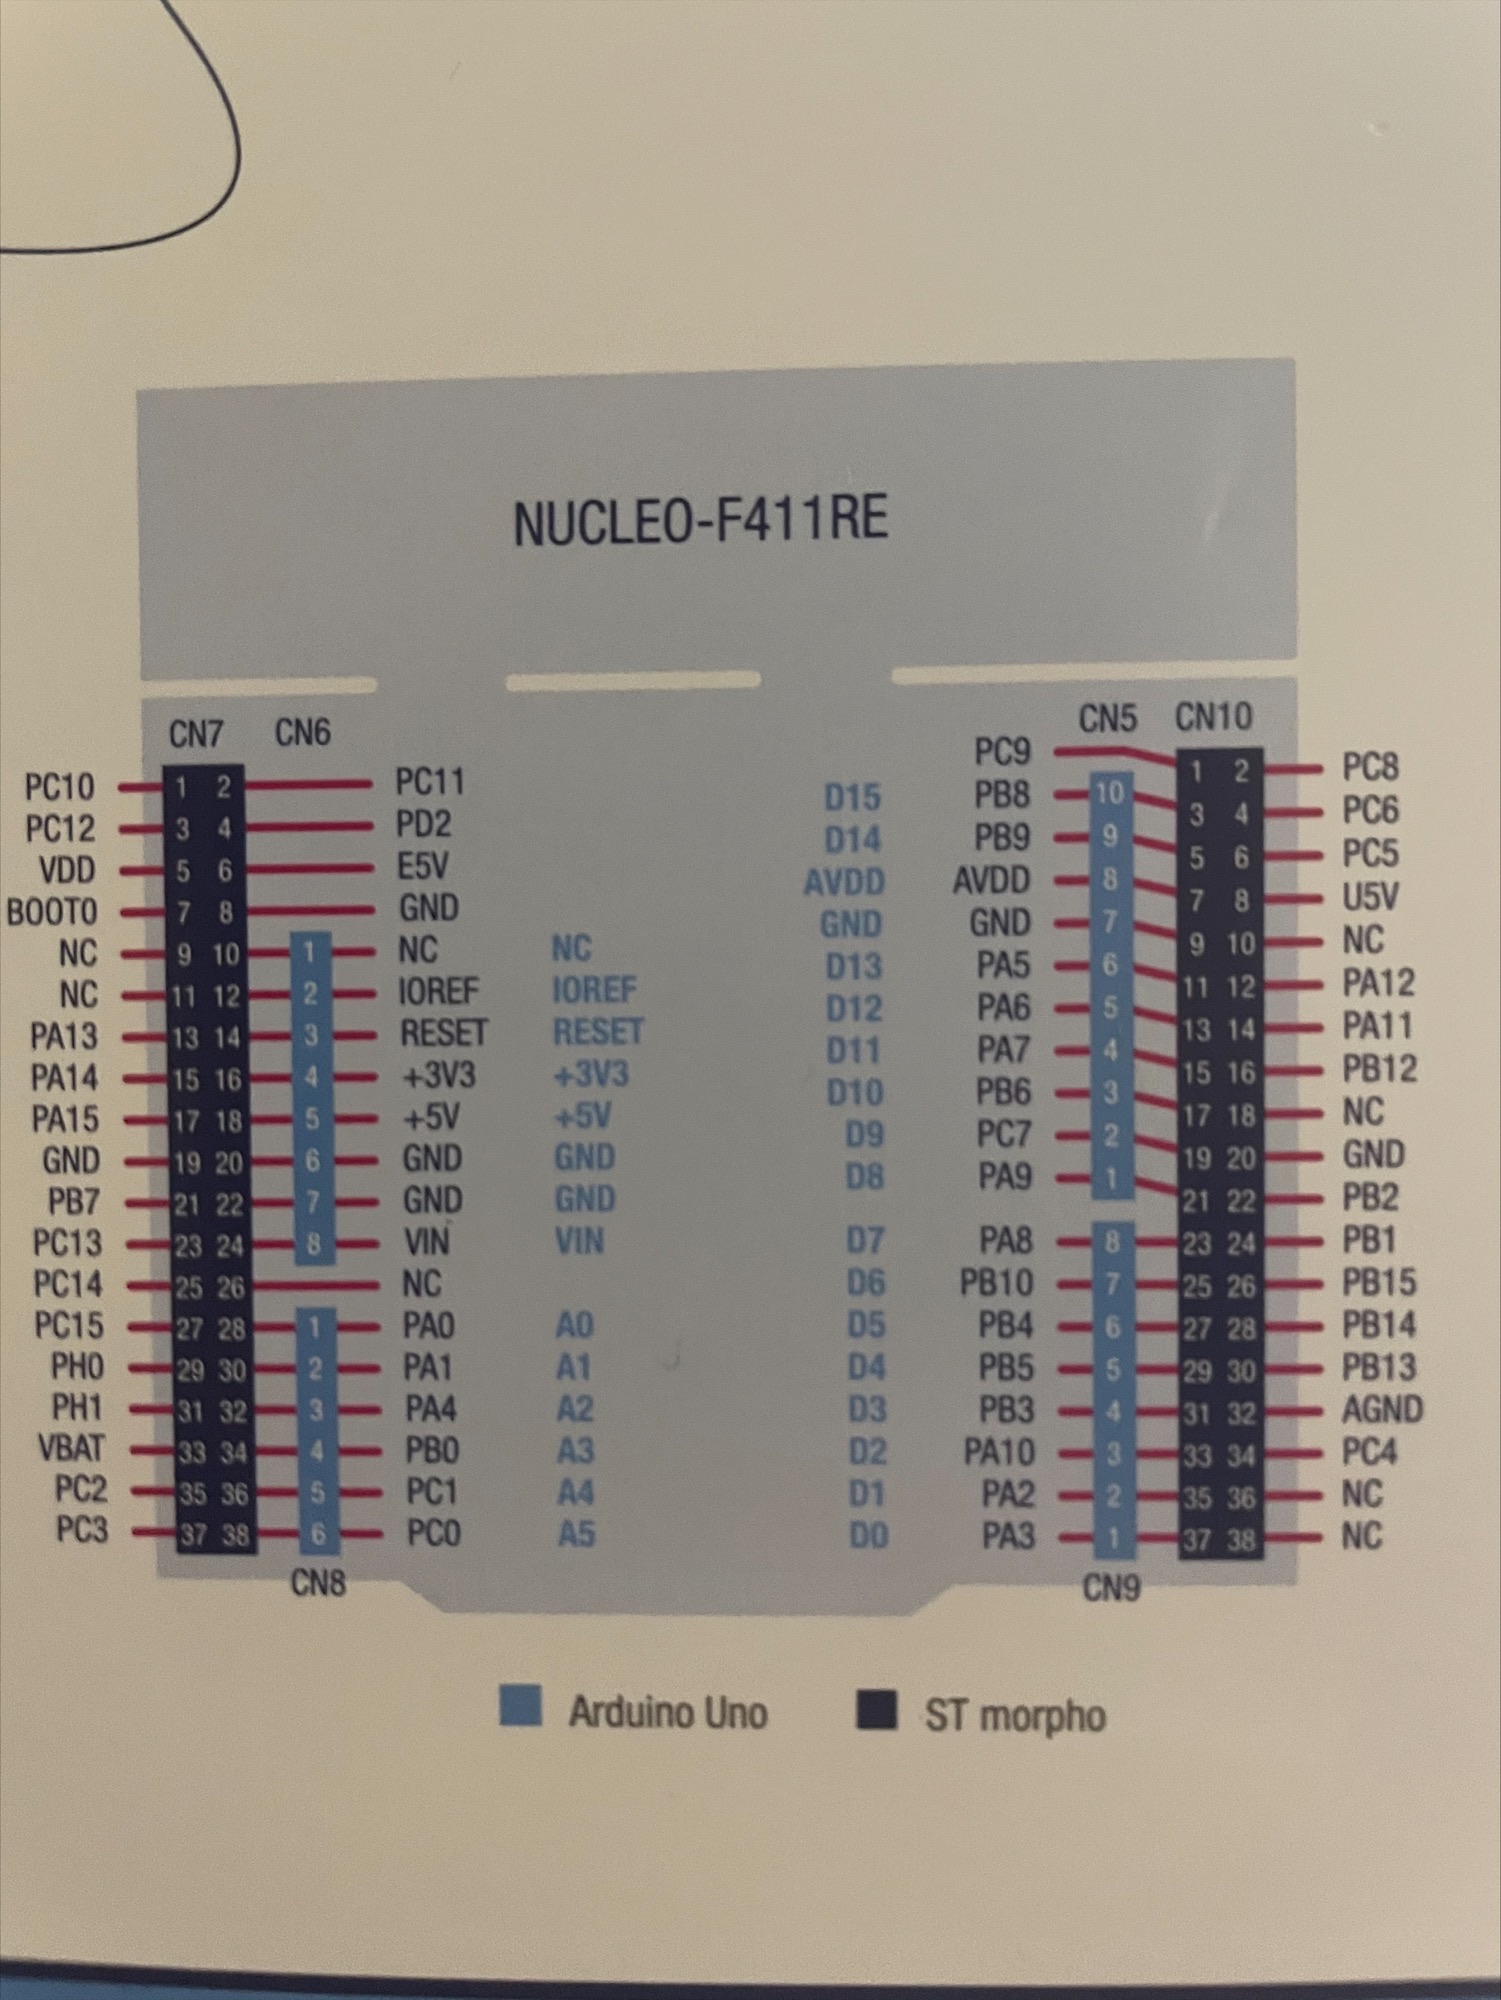 NUCLEO-F411RE
CN7 CN6 CN5 CN10
PC9
PC10 1 2 PC11 1 2 PC8
D15 PB8 10
PC12 3 4 PD2 3 4 PC6
D14 PB9 9
VDD 5 6 E5V 5 6 PC5
AVDD AVDD 8
BOOT0 7 8 GND 7 8 U5V
GND GND 7
NC 9 10 1 NC NC 9 10 NC
D13 PA5 6
NC 11 12 2 IOREF IOREF 11 12 PA12
D12 PA6 5
PA13 13 14 3 RESET RESET 13 14 PA11
D11 PA7 4
PA14 15 16 4 +3V3 +3V3 15 16 PB12
D10 PB6 3
PA15 17 18 5 +5V +5V 17 18 NC
D9 PC7 2
GND 19 20 6 GND GND 19 20 GND
D8 PA9 1
PB7 21 22 7 GND GND 21 22 PB2
PC13 23 24 8 VIN VIN D7 PA8 8 23 24 PB1
PC14 25 26 NC D6 PB10 7 25 26 PB15
PC15 27 28 1 PA0 A0 D5 PB4 6 27 28 PB14
PH0 29 30 2 PA1 A1 D4 PB5 5 29 30 PB13
PH1 31 32 3 PA4 A2 D3 PB3 4 31 32 AGND
VBAT 33 34 4 PB0 A3 D2 PA10 3 33 34 PC4
PC2 35 36 5 PC1 A4 D1 PA2 2 35 36 NC
PC3 37 38 6 PC0 A5 D0 PA3 1 37 38 NC
CN8 CN9
Arduino Uno ST morpho